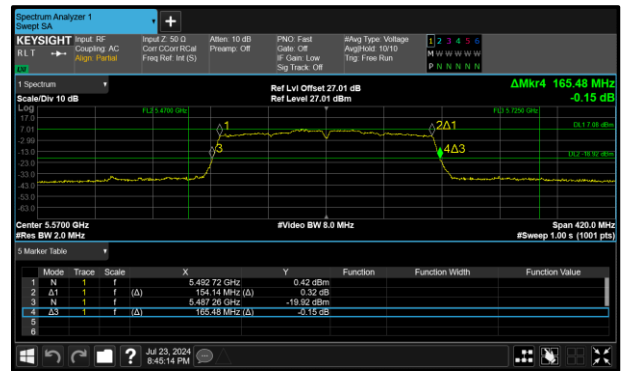 Spectrum Analyzer 1
Swept SA
+
KEYSIGHT Input: RF Input Z: 50 Ω Atten: 10 dB PNO: Fast #Avg Type: Voltage 1 2 3 4 5 6
RLT Coupling: AC Corr CCorr RCal Preamp: Off Gate: Off Avg|Hold: 10/10 M W W W W W
Align: Partial Freq Ref: Int (S) IF Gain: Low Trig: Free Run
Sig Track: Off P N N N N N
LXI
1 Spectrum Ref Lvl Offset 27.01 dB ΔMkr4 165.48 MHz
Scale/Div 10 dB Ref Level 27.01 dBm -0.15 dB
Log FL2 5.4700 GHz FL3 5.7250 GHz
17.0
7.01 1 2Δ1 DL1 7.08 dBm
-2.99
-13.0 3 4Δ3 DL2 -18.92 dBm
-23.0
-33.0
-43.0
-53.0
-63.0
Center 5.5700 GHz #Video BW 8.0 MHz Span 420.0 MHz
#Res BW 2.0 MHz #Sweep 1.00 s (1001 pts)
5 Marker Table
Mode Trace Scale X Y Function Function Width Function Value
1 N 1 f 5.492 72 GHz 0.42 dBm
2 Δ1 1 f (Δ) 154.14 MHz (Δ) 0.32 dB
3 N 1 f 5.487 26 GHz -19.92 dBm
4 Δ3 1 f (Δ) 165.48 MHz (Δ) -0.15 dB
5
6
? Jul 23, 2024
8:45:14 PM